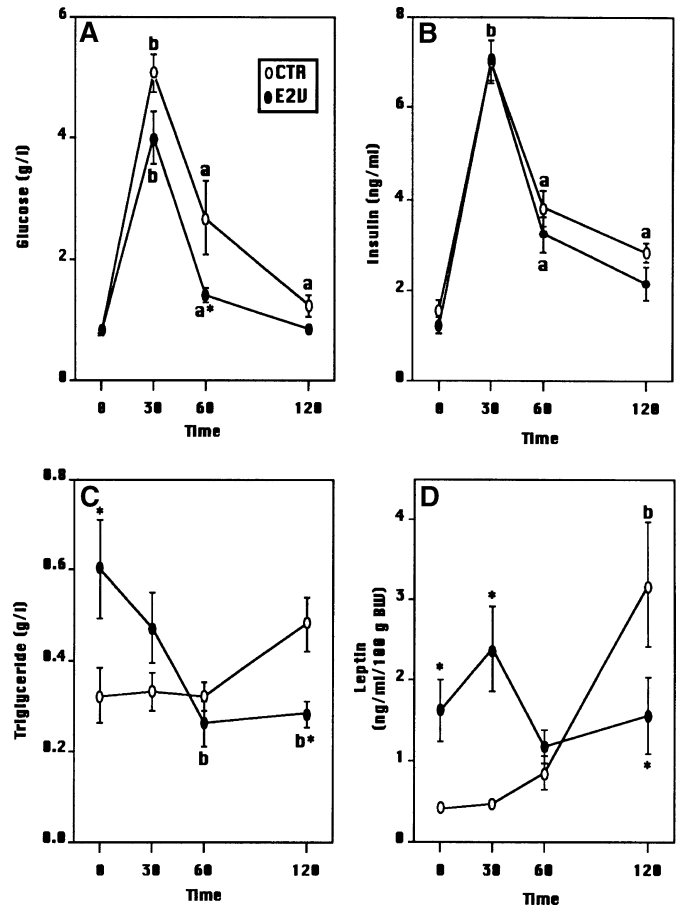 A
6
4
2
0
Glucose (g/l)
b
b
a
a*
a
CTR
E2V
0 30 60 120
Time
B
8
6
4
2
0
Insulin (ng/ml)
b
a
a
a
0 30 60 120
Time
C
0.8
0.6
0.4
0.2
0.0
Triglyceride (g/l)
*
b
b*
0 30 60 120
Time
D
4
3
2
1
0
Leptin
(ng/ml/100 g BW)
*
*
b
*
0 30 60 120
Time